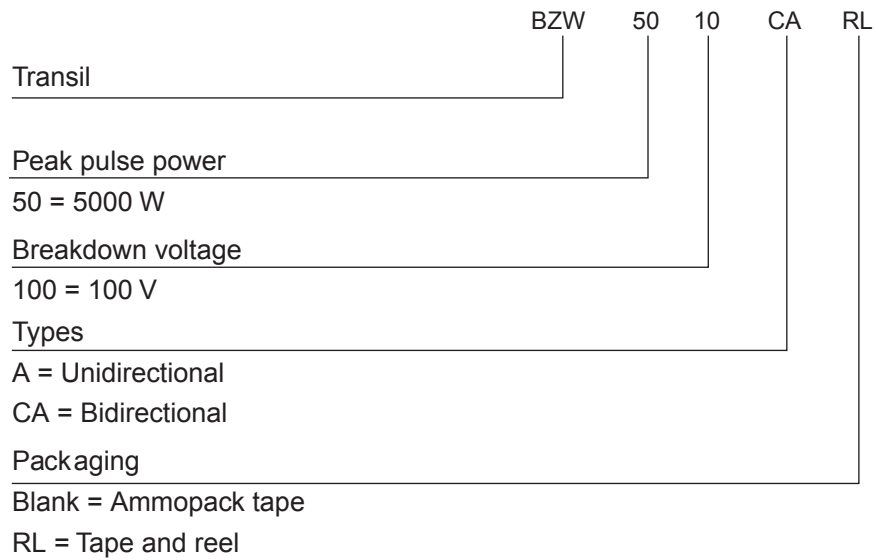 BZW 50 10 CA RL
Transil
Peak pulse power
50 = 5000 W
Breakdown voltage
100 = 100 V
Types
A = Unidirectional
CA = Bidirectional
Packaging
Blank = Ammopack tape
RL = Tape and reel